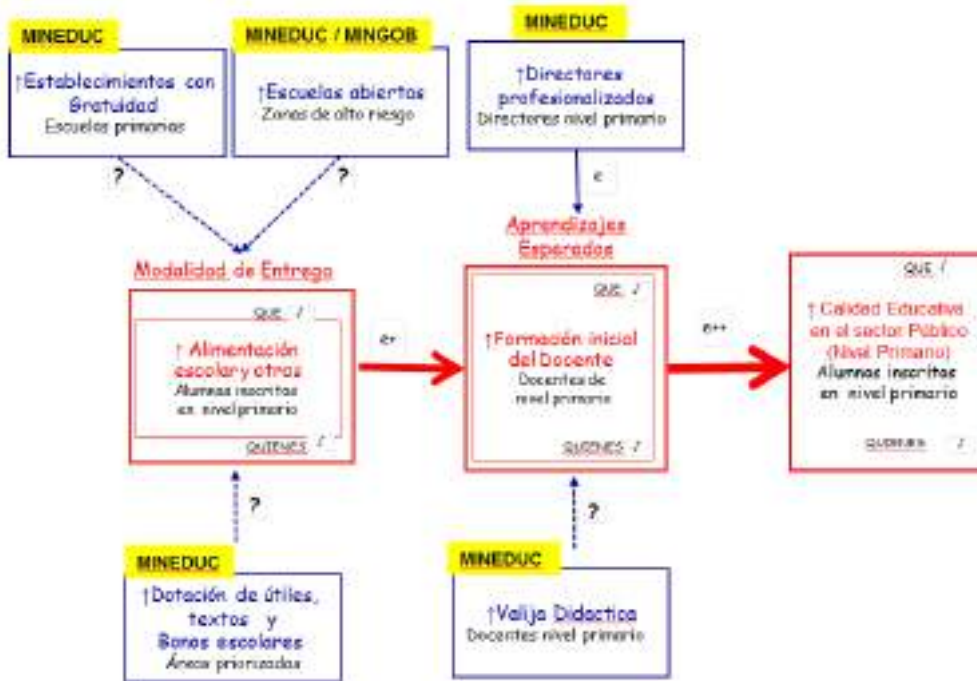 MINEDUC
↑Establecimientos con
Gratuidad
Escuelas primarias
MINEDUC / MINGOB
↑Escuelas abiertas
Zonas de alto riesgo
MINEDUC
↑Directores
profesionalizados
Directores nivel primario
?
?
e
Modalidad de Entrega
QUE /
↑ Alimentación
escolar y otros
Alumnos inscritos
en nivel primario
QUIENES /
e+
Aprendizajes
Esperados
QUE /
↑Formación inicial
del Docente
Docentes de
nivel primario
QUIENES /
e++
QUE /
↑ Calidad Educativa
en el sector Público
(Nivel Primario)
Alumnos inscritos
en nivel primario
QUIENES /
?
MINEDUC
↑Dotación de útiles,
textos y
Bonos escolares
Áreas priorizadas
?
MINEDUC
↑Valija Didactica
Docentes nivel primario